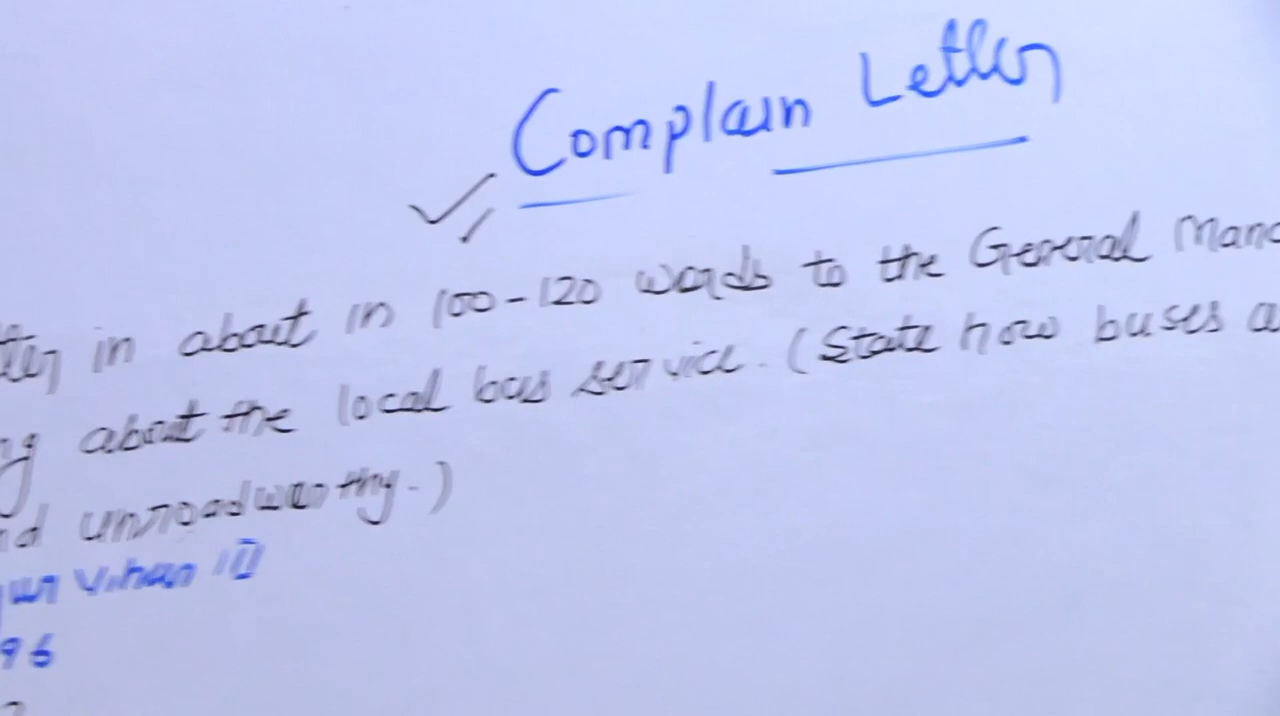 Complain Letter
in about in 100-120 words to the General
about the local bus service. (State how buses
unroadworthy.)
Vihar III
96